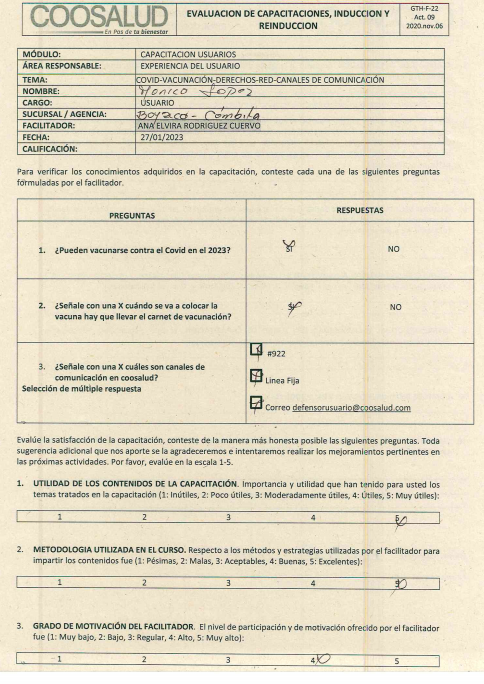 COOSALUD
En Pos de tu bienestar
EVALUACION DE CAPACITACIONES, INDUCCION Y
REINDUCCION
GTH-F-22
Act. 09
2020.nov.06
MÓDULO: CAPACITACION USUARIOS
ÁREA RESPONSABLE: EXPERIENCIA DEL USUARIO
TEMA: COVID-VACUNACIÓN-DERECHOS-RED-CANALES DE COMUNICACIÓN
NOMBRE: Monica Lopez
CARGO: USUARIO
SUCURSAL / AGENCIA: Boyaca - Combita
FACILITADOR: ANA ELVIRA RODRIGUEZ CUERVO
FECHA: 27/01/2023
CALIFICACIÓN:
Para verificar los conocimientos adquiridos en la capacitación, conteste cada una de las siguientes preguntas
formuladas por el facilitador.
PREGUNTAS RESPUESTAS
1. ¿Pueden vacunarse contra el Covid en el 2023? SI NO
2. ¿Señale con una X cuándo se va a colocar la
vacuna hay que llevar el carnet de vacunación? SI NO
3. ¿Señale con una X cuáles son canales de
comunicación en coosalud?
Selección de múltiple respuesta
#922
Linea Fija
Correo defensorusuario@coosalud.com
Evalúe la satisfacción de la capacitación, conteste de la manera más honesta posible las siguientes preguntas. Toda
sugerencia adicional que nos aporte se la agradeceremos e intentaremos realizar los mejoramientos pertinentes en
las próximas actividades. Por favor, evalúe en la escala 1-5.
1. UTILIDAD DE LOS CONTENIDOS DE LA CAPACITACIÓN. Importancia y utilidad que han tenido para usted los
temas tratados en la capacitación (1: Inútiles, 2: Poco útiles, 3: Moderadamente útiles, 4: Útiles, 5: Muy útiles):
1 2 3 4 5
2. METODOLOGIA UTILIZADA EN EL CURSO. Respecto a los métodos y estrategias utilizadas por el facilitador para
impartir los contenidos fue (1: Pésimas, 2: Malas, 3: Aceptables, 4: Buenas, 5: Excelentes):
1 2 3 4 5
3. GRADO DE MOTIVACIÓN DEL FACILITADOR. El nivel de participación y de motivación ofrecido por el facilitador
fue (1: Muy bajo, 2: Bajo, 3: Regular, 4: Alto, 5: Muy alto):
1 2 3 4 5